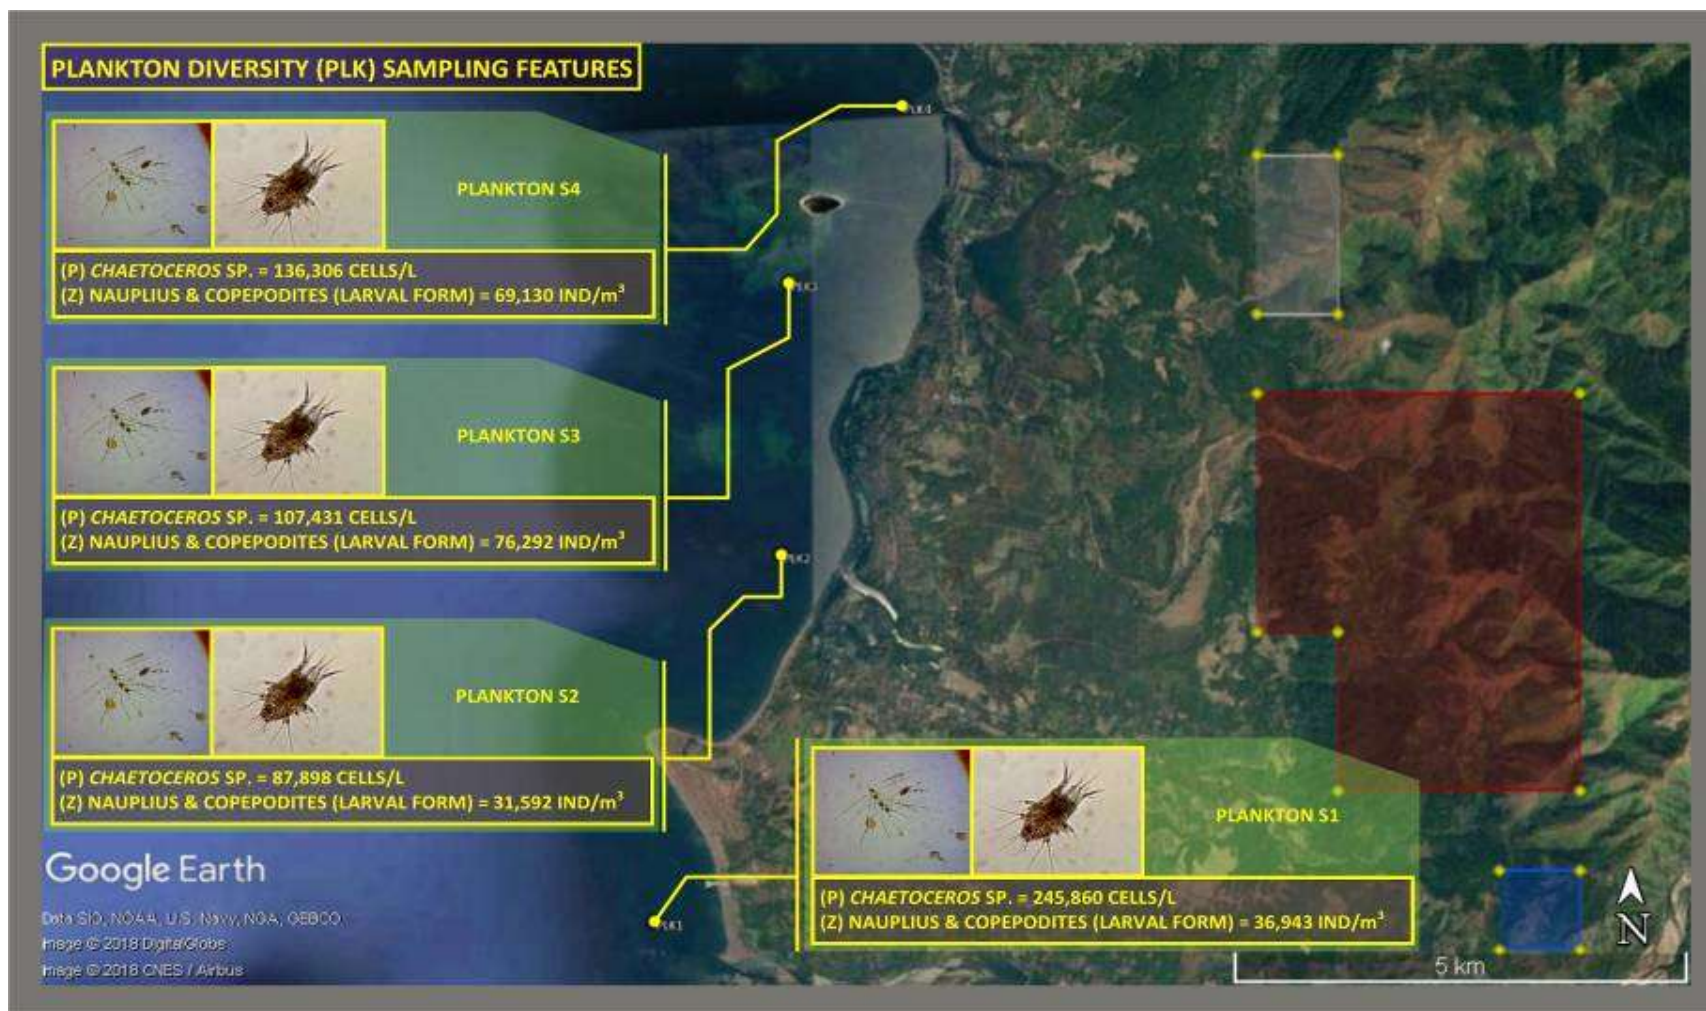 PLANKTON DIVERSITY (PLK) SAMPLING FEATURES
PLK4
PLANKTON S4
(P) CHAETOCEROS SP. = 136,306 CELLS/L
(Z) NAUPLIUS & COPEPODITES (LARVAL FORM) = 69,130 IND/m³
PLK3
PLANKTON S3
(P) CHAETOCEROS SP. = 107,431 CELLS/L
(Z) NAUPLIUS & COPEPODITES (LARVAL FORM) = 76,292 IND/m³
PLK2
PLANKTON S2
(P) CHAETOCEROS SP. = 87,898 CELLS/L
(Z) NAUPLIUS & COPEPODITES (LARVAL FORM) = 31,592 IND/m³
PLANKTON S1
(P) CHAETOCEROS SP. = 245,860 CELLS/L
(Z) NAUPLIUS & COPEPODITES (LARVAL FORM) = 36,943 IND/m³
PLK1
Google Earth
Data SIO, NOAA, U.S. Navy, NGA, GEBCO
Image © 2018 DigitalGlobe
Image © 2018 CNES / Airbus
N
5 km